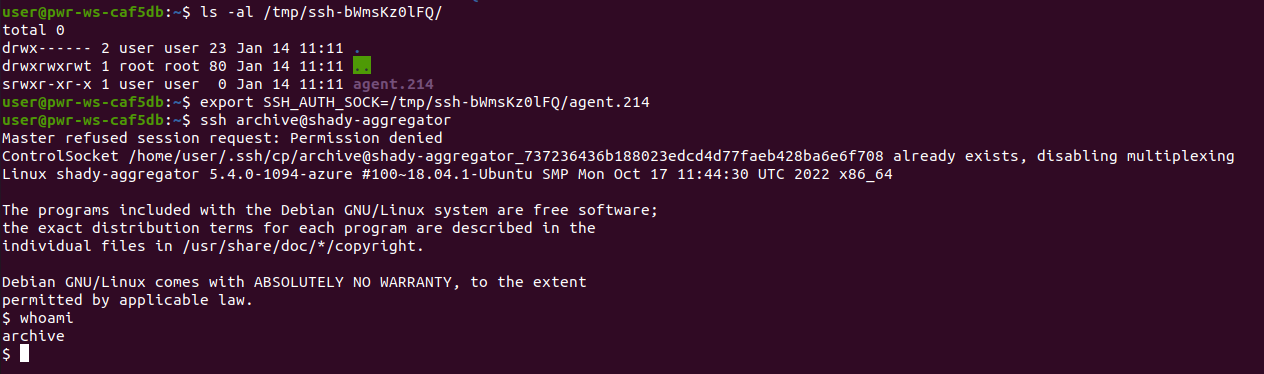 user@pwr-ws-caf5db:~$ ls -al /tmp/ssh-bWmsKz0lFQ/
total 0
drwx------ 2 user user 23 Jan 14 11:11 .
drwxrwxrwt 1 root root 80 Jan 14 11:11 ..
srwxr-xr-x 1 user user  0 Jan 14 11:11 agent.214
user@pwr-ws-caf5db:~$ export SSH_AUTH_SOCK=/tmp/ssh-bWmsKz0lFQ/agent.214
user@pwr-ws-caf5db:~$ ssh archive@shady-aggregator
Master refused session request: Permission denied
ControlSocket /home/user/.ssh/cp/archive@shady-aggregator_737236436b188023edcd4d77faeb428ba6e6f708 already exists, disabling multiplexing
Linux shady-aggregator 5.4.0-1094-azure #100~18.04.1-Ubuntu SMP Mon Oct 17 11:44:30 UTC 2022 x86_64

The programs included with the Debian GNU/Linux system are free software;
the exact distribution terms for each program are described in the
individual files in /usr/share/doc/*/copyright.

Debian GNU/Linux comes with ABSOLUTELY NO WARRANTY, to the extent
permitted by applicable law.
$ whoami
archive
$